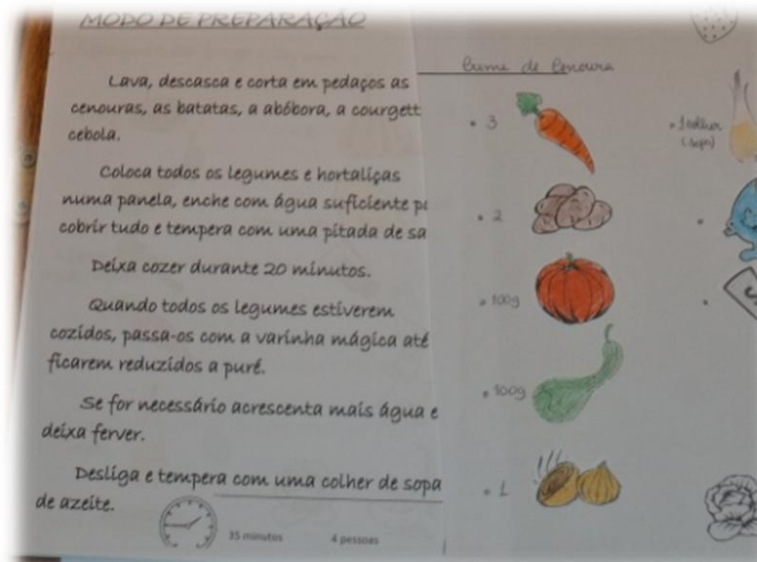 MODO DE PREPARAÇÃO
Lava, descasca e corta em pedaços as
cenouras, as batatas, a abóbora, a courgett
cebola.
Coloca todos os legumes e hortaliças
numa panela, enche com água suficiente pa
cobrir tudo e tempera com uma pitada de sa
Deixa cozer durante 20 minutos.
Quando todos os legumes estiverem
cozidos, passa-os com a varinha mágica até
ficarem reduzidos a puré.
Se for necessário acrescenta mais água e
deixa ferver.
Desliga e tempera com uma colher de sopa
de azeite.
35 minutos 4 pessoas
Creme de Cenoura
• 3
• 2
• 100g
• 100g
• 1
• 1 colher
(sopa)